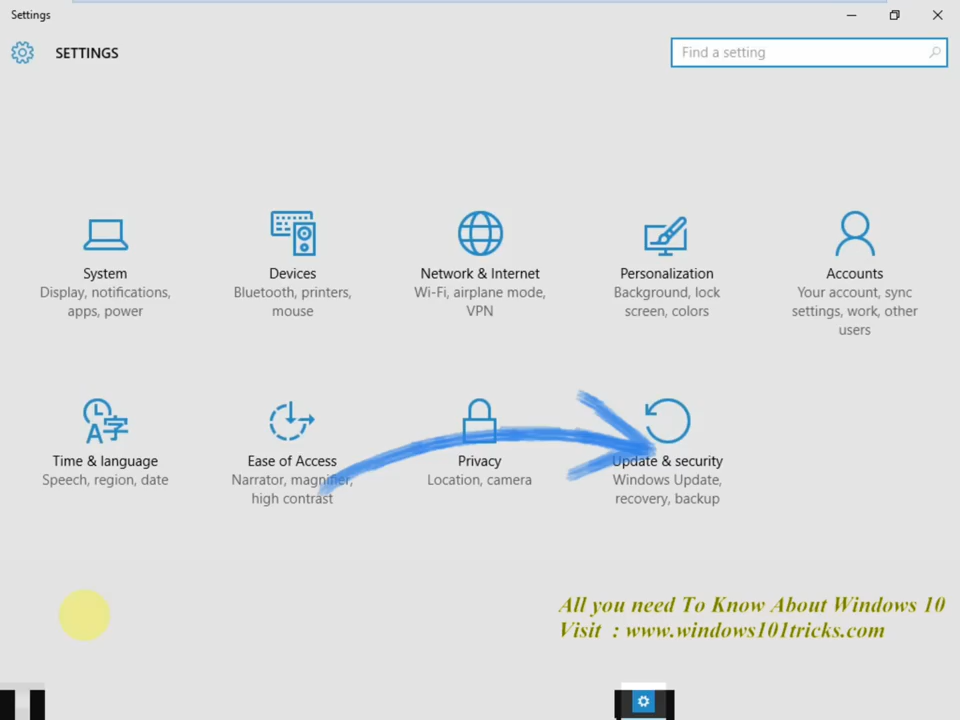 Settings
SETTINGS
Find a setting
System
Display, notifications,
apps, power
Devices
Bluetooth, printers,
mouse
Network & Internet
Wi-Fi, airplane mode,
VPN
Personalization
Background, lock
screen, colors
Accounts
Your account, sync
settings, work, other
users
Time & language
Speech, region, date
Ease of Access
Narrator, magnifier,
high contrast
Privacy
Location, camera
Update & security
Windows Update,
recovery, backup
All you need To Know About Windows 10
Visit : www.windows101tricks.com